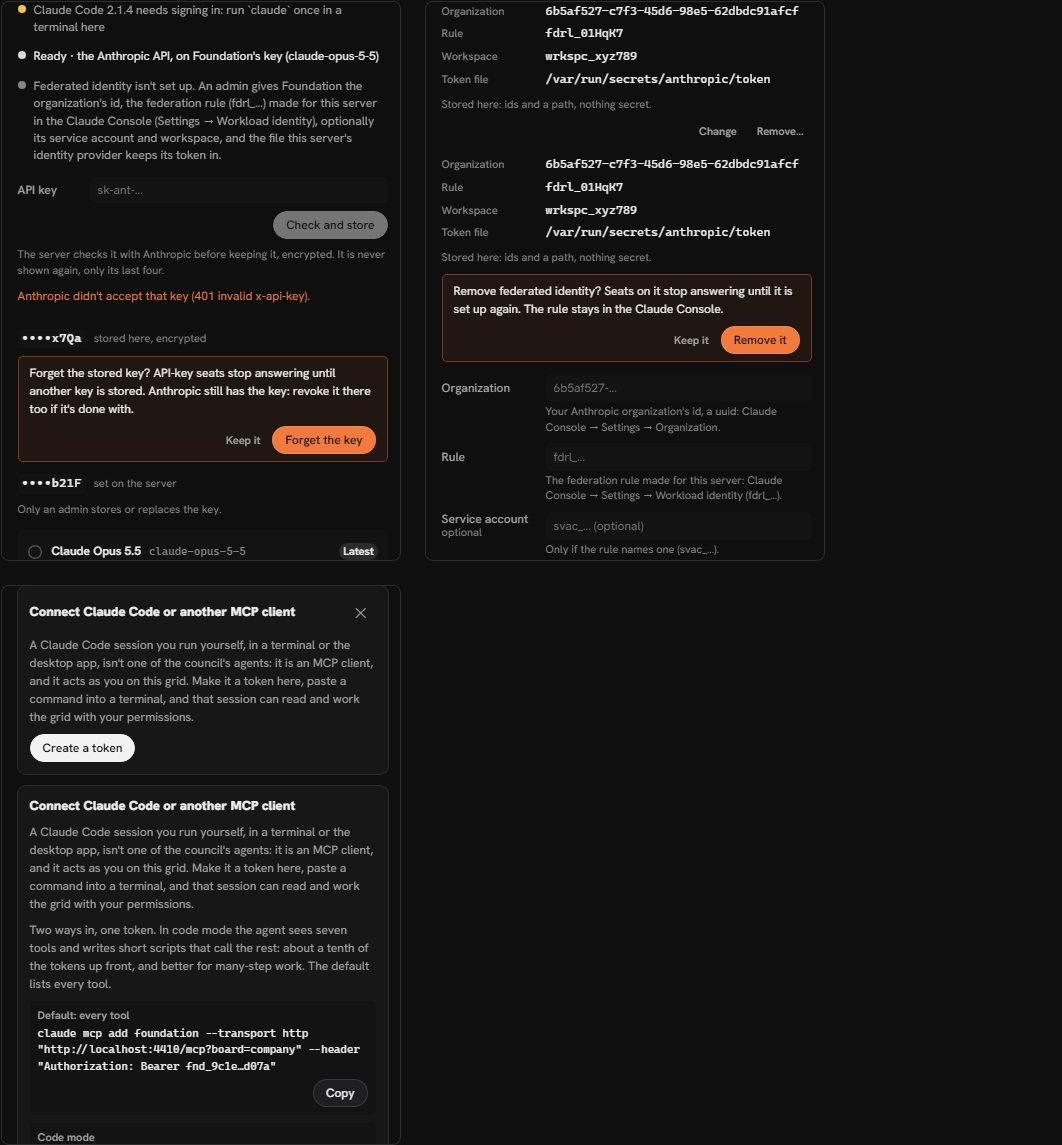 Claude Code 2.1.4 needs signing in: run `claude` once in a
terminal here
Ready · the Anthropic API, on Foundation's key (claude-opus-5-5)
Federated identity isn't set up. An admin gives Foundation the
organization's id, the federation rule (fdrl_…) made for this server
in the Claude Console (Settings → Workload identity), optionally
its service account and workspace, and the file this server's
identity provider keeps its token in.
API key
sk-ant-…
Check and store
The server checks it with Anthropic before keeping it, encrypted. It is never
shown again, only its last four.
Anthropic didn't accept that key (401 invalid x-api-key).
••••x7Qa stored here, encrypted
Forget the stored key? API-key seats stop answering until
another key is stored. Anthropic still has the key: revoke it there
too if it's done with.
Keep it
Forget the key
••••b21F set on the server
Only an admin stores or replaces the key.
Claude Opus 5.5 claude-opus-5-5 Latest
Organization 6b5af527-c7f3-45d6-98e5-62dbdc91afcf
Rule fdrl_01HqK7
Workspace wrkspc_xyz789
Token file /var/run/secrets/anthropic/token
Stored here: ids and a path, nothing secret.
Change Remove…
Organization 6b5af527-c7f3-45d6-98e5-62dbdc91afcf
Rule fdrl_01HqK7
Workspace wrkspc_xyz789
Token file /var/run/secrets/anthropic/token
Stored here: ids and a path, nothing secret.
Remove federated identity? Seats on it stop answering until it is
set up again. The rule stays in the Claude Console.
Keep it
Remove it
Organization
6b5af527-…
Your Anthropic organization's id, a uuid: Claude
Console → Settings → Organization.
Rule
fdrl_…
The federation rule made for this server: Claude
Console → Settings → Workload identity (fdrl_…).
Service account
optional
svac_… (optional)
Only if the rule names one (svac_…).
Connect Claude Code or another MCP client
A Claude Code session you run yourself, in a terminal or the
desktop app, isn't one of the council's agents: it is an MCP client,
and it acts as you on this grid. Make it a token here, paste a
command into a terminal, and that session can read and work
the grid with your permissions.
Create a token
Connect Claude Code or another MCP client
A Claude Code session you run yourself, in a terminal or the
desktop app, isn't one of the council's agents: it is an MCP client,
and it acts as you on this grid. Make it a token here, paste a
command into a terminal, and that session can read and work
the grid with your permissions.
Two ways in, one token. In code mode the agent sees seven
tools and writes short scripts that call the rest: about a tenth of
the tokens up front, and better for many-step work. The default
lists every tool.
Default: every tool
claude mcp add foundation --transport http
"http://localhost:4410/mcp?board=company" --header
"Authorization: Bearer fnd_9c1e…d07a"
Copy
Code mode